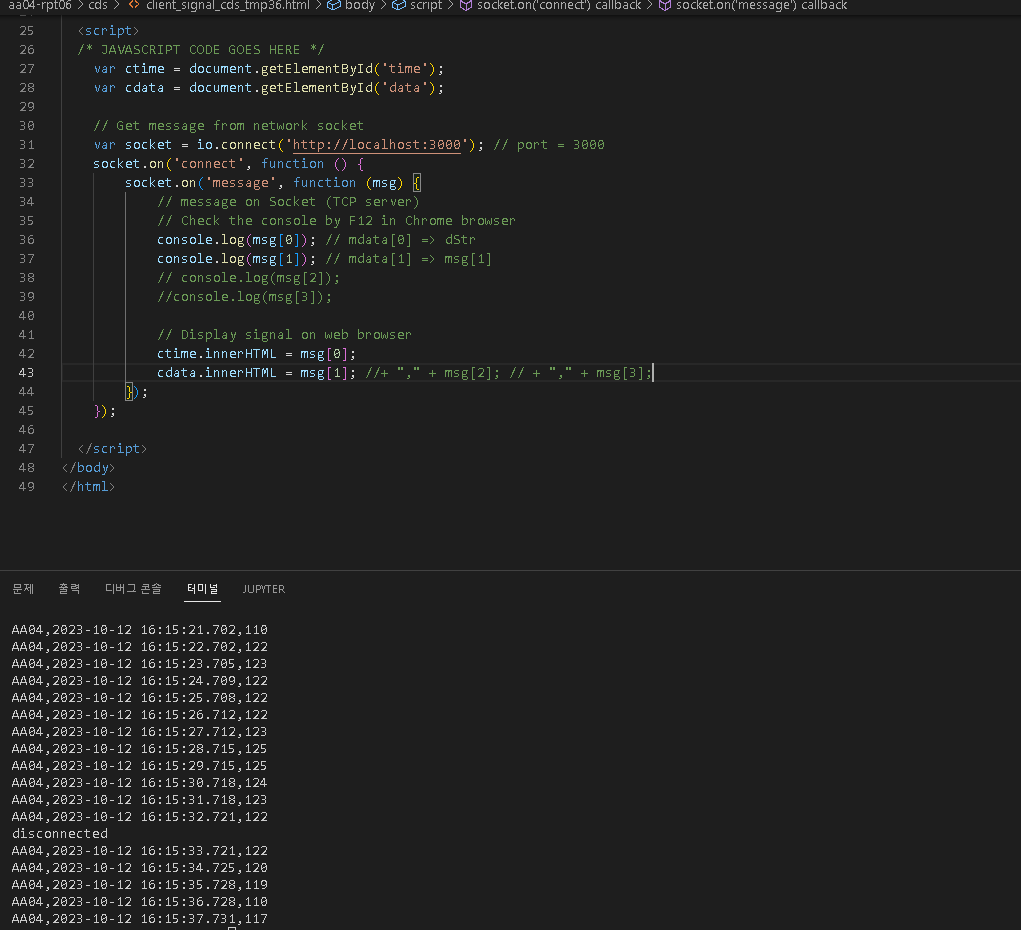 aa04-rpt06 > cds > <> client_signal_cds_tmp36.html > body > script > socket.on('connect') callback > socket.on('message') callback
25 <script>
26 /* JAVASCRIPT CODE GOES HERE */
27 var ctime = document.getElementById('time');
28 var cdata = document.getElementById('data');
29
30 // Get message from network socket
31 var socket = io.connect('http://localhost:3000'); // port = 3000
32 socket.on('connect', function () {
33 socket.on('message', function (msg) {
34 // message on Socket (TCP server)
35 // Check the console by F12 in Chrome browser
36 console.log(msg[0]); // mdata[0] => dStr
37 console.log(msg[1]); // mdata[1] => msg[1]
38 // console.log(msg[2]);
39 //console.log(msg[3]);
40
41 // Display signal on web browser
42 ctime.innerHTML = msg[0];
43 cdata.innerHTML = msg[1]; //+ "," + msg[2]; // + "," + msg[3];
44 });
45 });
46
47 </script>
48 </body>
49 </html>
문제 출력 디버그 콘솔 터미널 JUPYTER
AA04,2023-10-12 16:15:21.702,110
AA04,2023-10-12 16:15:22.702,122
AA04,2023-10-12 16:15:23.705,123
AA04,2023-10-12 16:15:24.709,122
AA04,2023-10-12 16:15:25.708,122
AA04,2023-10-12 16:15:26.712,122
AA04,2023-10-12 16:15:27.712,123
AA04,2023-10-12 16:15:28.715,125
AA04,2023-10-12 16:15:29.715,125
AA04,2023-10-12 16:15:30.718,124
AA04,2023-10-12 16:15:31.718,123
AA04,2023-10-12 16:15:32.721,122
disconnected
AA04,2023-10-12 16:15:33.721,122
AA04,2023-10-12 16:15:34.725,120
AA04,2023-10-12 16:15:35.728,119
AA04,2023-10-12 16:15:36.728,110
AA04,2023-10-12 16:15:37.731,117